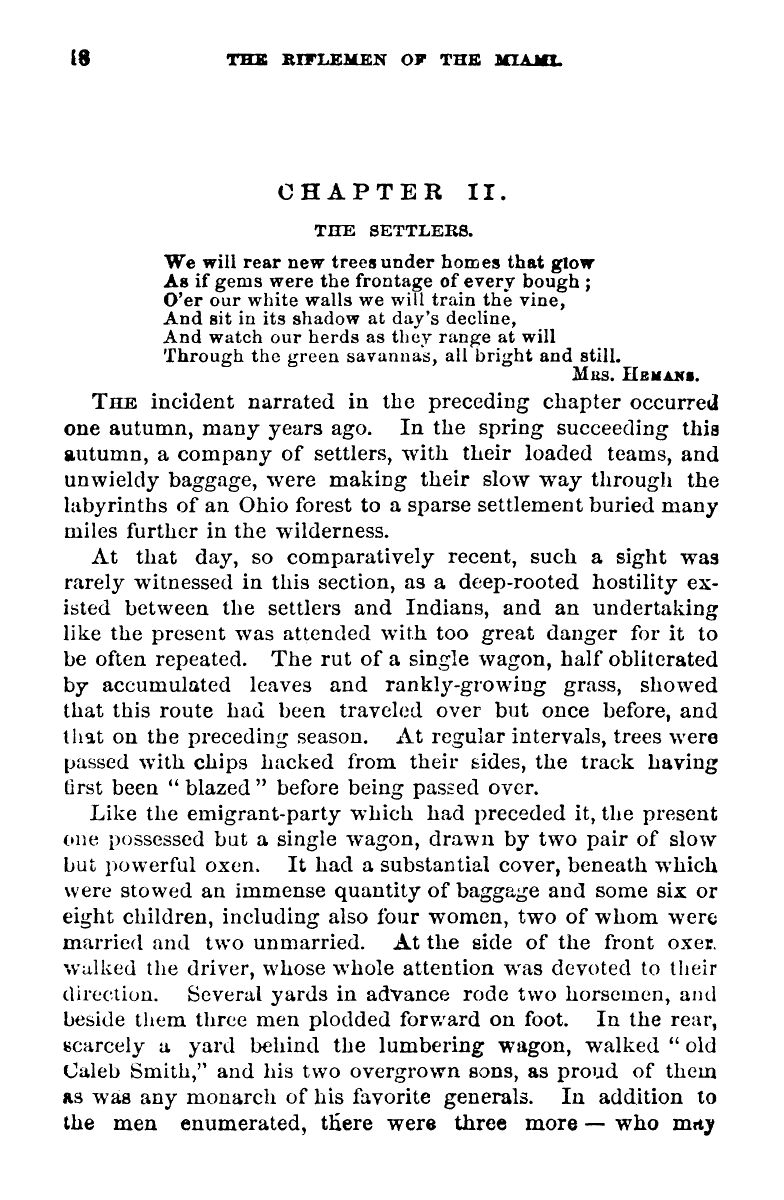 18 THE RIFLEMEN OF THE MIAMI.
CHAPTER II.
THE SETTLERS.
We will rear new trees under homes that glow
As if gems were the frontage of every bough;
O'er our white walls we will train the vine,
And sit in its shadow at day's decline,
And watch our herds as they range at will
Through the green savannas, all bright and still.
MRS. HEMANS.
THE incident narrated in the preceding chapter occurred
one autumn, many years ago. In the spring succeeding this
autumn, a company of settlers, with their loaded teams, and
unwieldy baggage, were making their slow way through the
labyrinths of an Ohio forest to a sparse settlement buried many
miles further in the wilderness.
At that day, so comparatively recent, such a sight was
rarely witnessed in this section, as a deep-rooted hostility ex-
isted between the settlers and Indians, and an undertaking
like the present was attended with too great danger for it to
be often repeated. The rut of a single wagon, half obliterated
by accumulated leaves and rankly-growing grass, showed
that this route had been traveled over but once before, and
that on the preceding season. At regular intervals, trees were
passed with chips hacked from their sides, the track having
first been "blazed" before being passed over.
Like the emigrant-party which had preceded it, the present
one possessed but a single wagon, drawn by two pair of slow
but powerful oxen. It had a substantial cover, beneath which
were stowed an immense quantity of baggage and some six or
eight children, including also four women, two of whom were
married and two unmarried. At the side of the front oxen
walked the driver, whose whole attention was devoted to their
direction. Several yards in advance rode two horsemen, and
beside them three men plodded forward on foot. In the rear,
scarcely a yard behind the lumbering wagon, walked "old
Caleb Smith," and his two overgrown sons, as proud of them
as was any monarch of his favorite generals. In addition to
the men enumerated, there were three more — who may